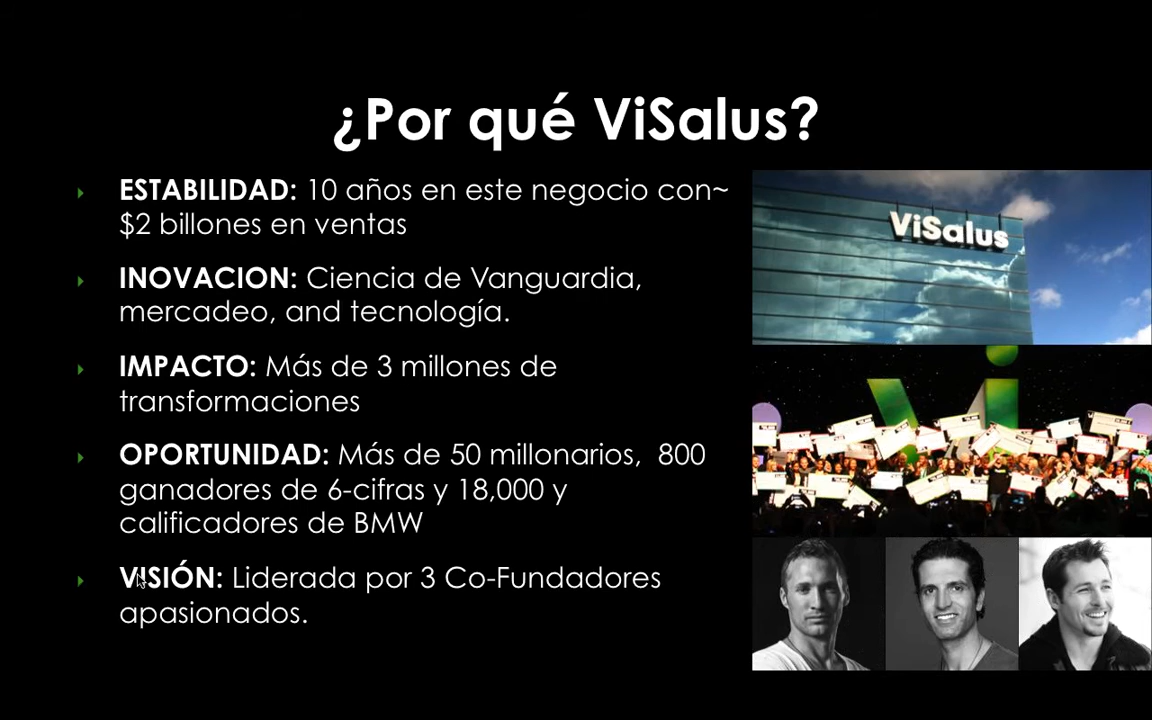 ¿Por qué ViSalus?
ESTABILIDAD: 10 años en este negocio con~
$2 billones en ventas
INOVACION: Ciencia de Vanguardia,
mercadeo, and tecnología.
IMPACTO: Más de 3 millones de
transformaciones
OPORTUNIDAD: Más de 50 millonarios, 800
ganadores de 6-cifras y 18,000 y
calificadores de BMW
VISIÓN: Liderada por 3 Co-Fundadores
apasionados.
ViSalus
Vi